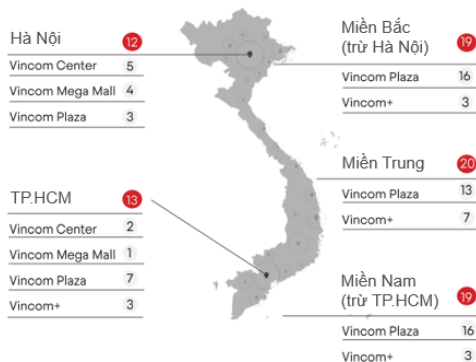 Hà Nội 12
Vincom Center 5
Vincom Mega Mall 4
Vincom Plaza 3
TP.HCM 13
Vincom Center 2
Vincom Mega Mall 1
Vincom Plaza 7
Vincom+ 3
Miền Bắc
(trừ Hà Nội) 19
Vincom Plaza 16
Vincom+ 3
Miền Trung 20
Vincom Plaza 13
Vincom+ 7
Miền Nam
(trừ TP.HCM) 19
Vincom Plaza 16
Vincom+ 3